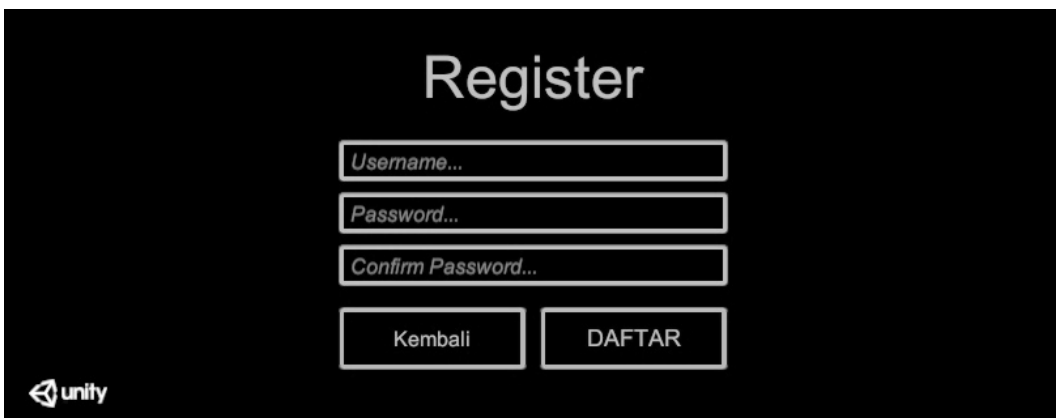 Register
Username...
Password...
Confirm Password...
Kembali DAFTAR
unity